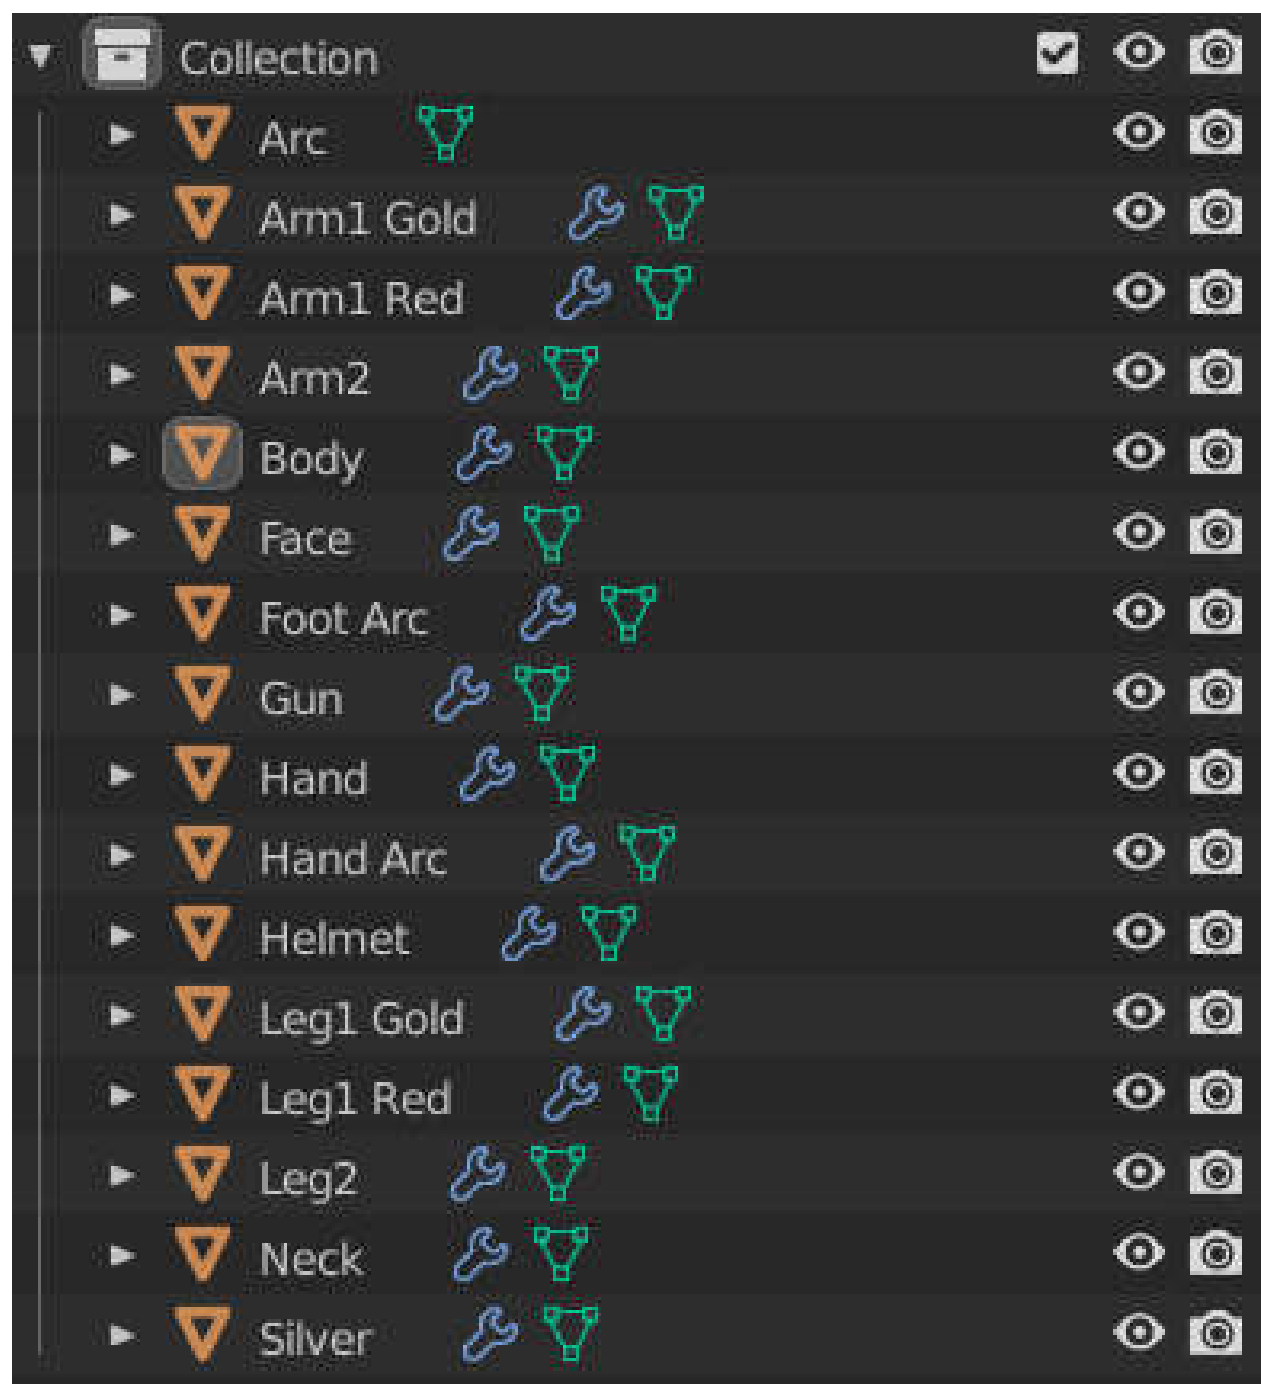 Collection
Arc
Arm1 Gold
Arm1 Red
Arm2
Body
Face
Foot Arc
Gun
Hand
Hand Arc
Helmet
Leg1 Gold
Leg1 Red
Leg2
Neck
Silver